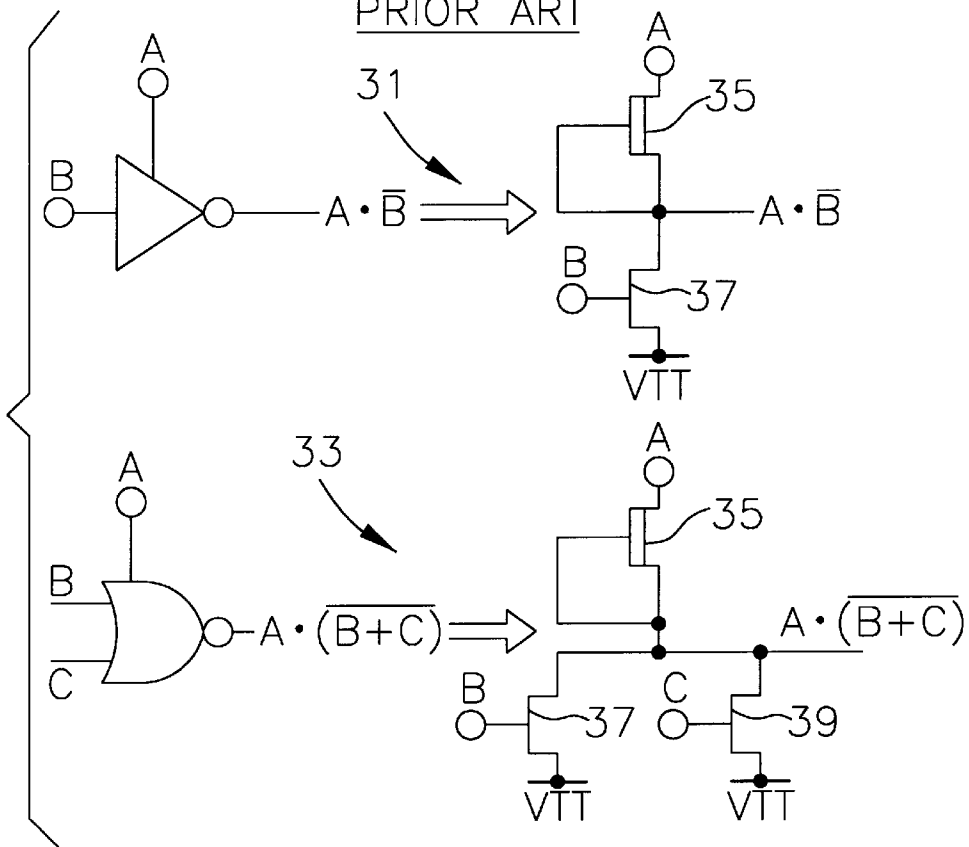 PRIOR ART
A
31
B
A • B̅
A
35
A • B̅
B
37
VTT
33
A
B
C
A • (B̅+̅C̅)
A
35
A • (B̅+̅C̅)
B
37
C
39
VTT
VTT